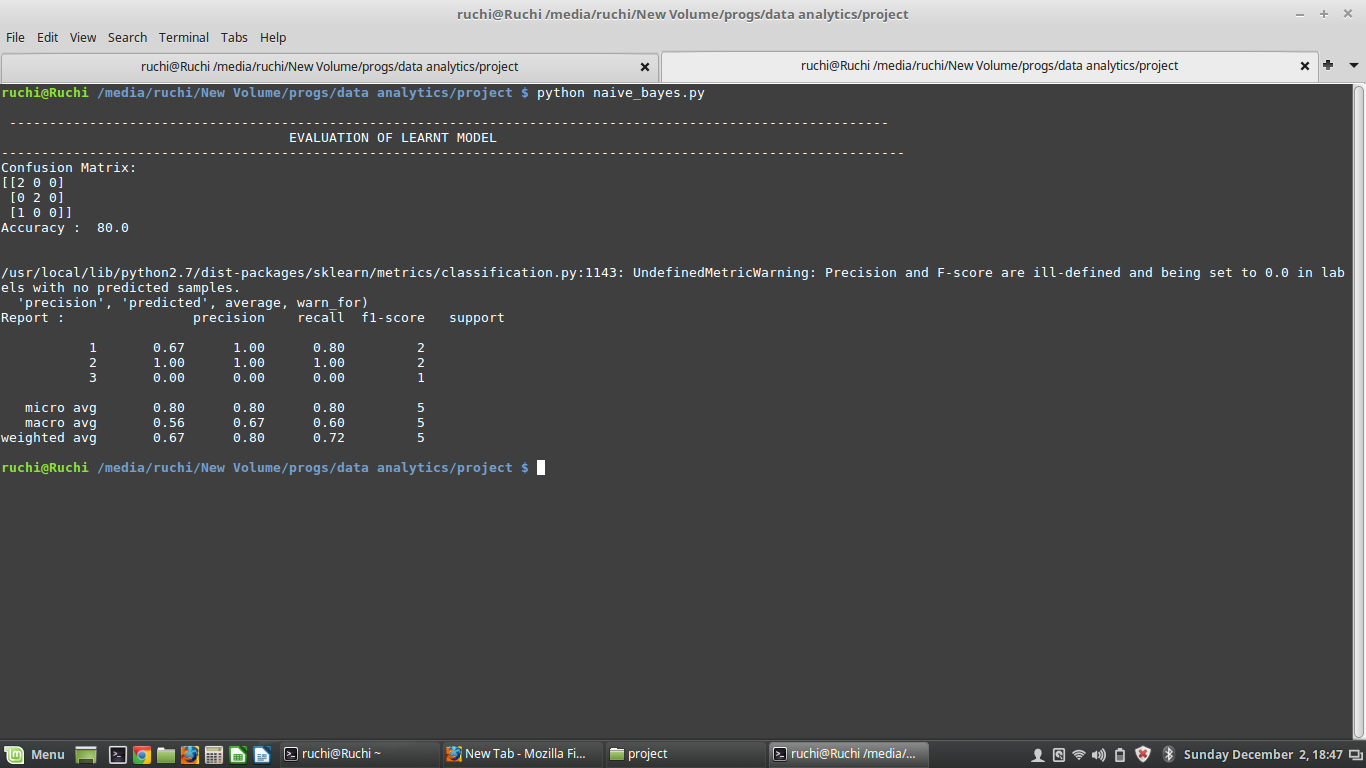 ruchi@Ruchi /media/ruchi/New Volume/progs/data analytics/project
File Edit View Search Terminal Tabs Help
ruchi@Ruchi /media/ruchi/New Volume/progs/data analytics/project ruchi@Ruchi /media/ruchi/New Volume/progs/data analytics/project
ruchi@Ruchi /media/ruchi/New Volume/progs/data analytics/project $ python naive_bayes.py
----------------------------------------------------------------------------------------------------------------
EVALUATION OF LEARNT MODEL
-----------------------------------------------------------------------------------------------------------------
Confusion Matrix:
[[2 0 0]
[0 2 0]
[1 0 0]]
Accuracy : 80.0
/usr/local/lib/python2.7/dist-packages/sklearn/metrics/classification.py:1143: UndefinedMetricWarning: Precision and F-score are ill-defined and being set to 0.0 in lab
els with no predicted samples.
'precision', 'predicted', average, warn_for)
Report : precision recall f1-score support
1 0.67 1.00 0.80 2
2 1.00 1.00 1.00 2
3 0.00 0.00 0.00 1
micro avg 0.80 0.80 0.80 5
macro avg 0.56 0.67 0.60 5
weighted avg 0.67 0.80 0.72 5
ruchi@Ruchi /media/ruchi/New Volume/progs/data analytics/project $
Menu ruchi@Ruchi ~ New Tab - Mozilla Fi... project ruchi@Ruchi /media/... Sunday December 2, 18:47